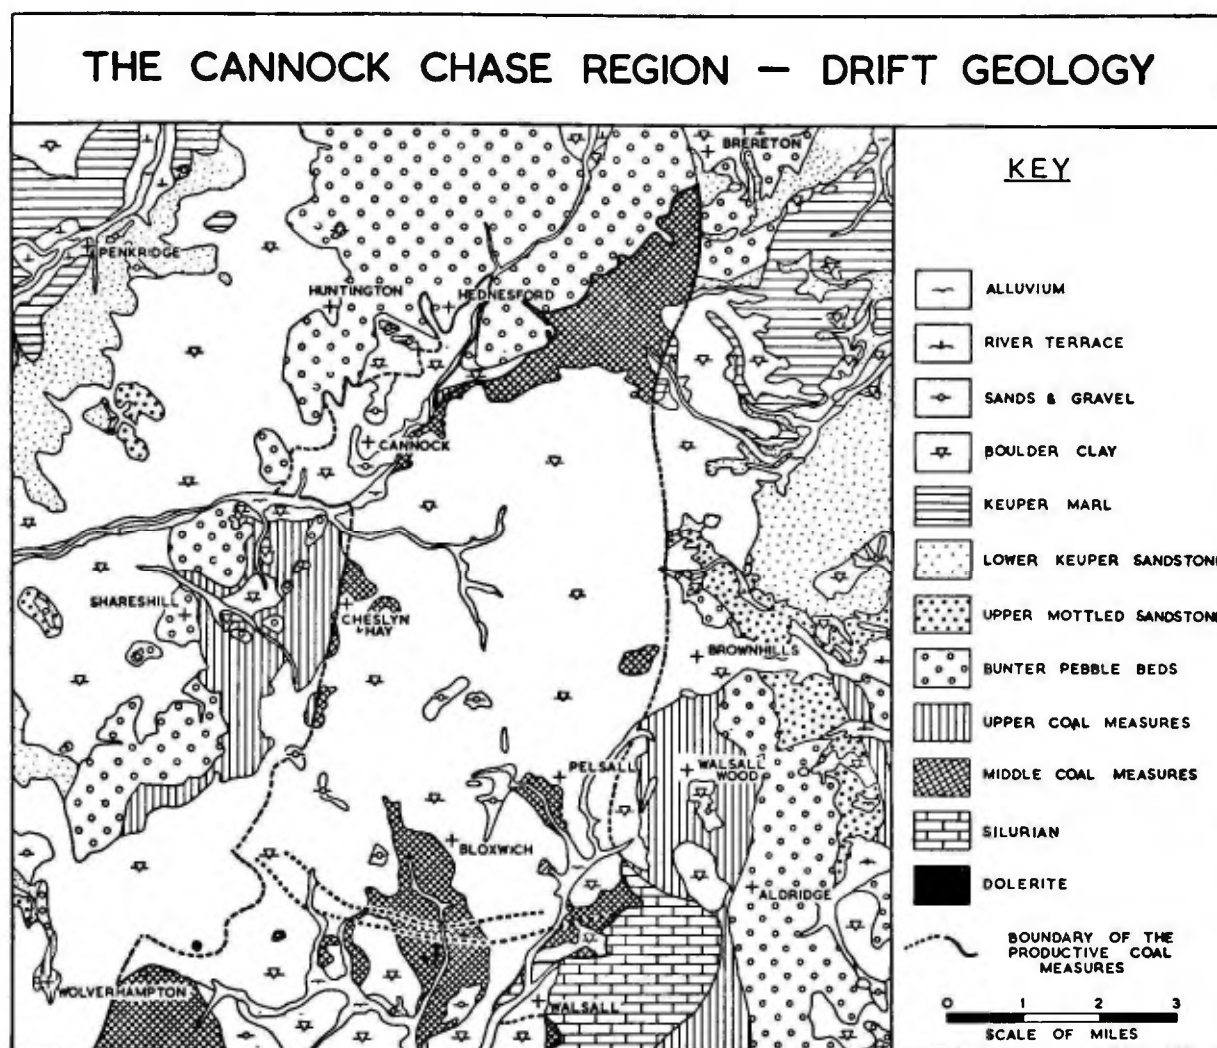 THE CANNOCK CHASE REGION — DRIFT GEOLOGY
BRERETON
PENKRIDGE
HUNTINGTON
HEDNESFORD
CANNOCK
SHARESHILL
CHESLYN
HAY
BROWNHILLS
PELSALL
WALSALL
WOOD
BLOXWICH
ALDRIDGE
WOLVERHAMPTON
WALSALL
KEY
ALLUVIUM
RIVER TERRACE
SANDS & GRAVEL
BOULDER CLAY
KEUPER MARL
LOWER KEUPER SANDSTONE
UPPER MOTTLED SANDSTONE
BUNTER PEBBLE BEDS
UPPER COAL MEASURES
MIDDLE COAL MEASURES
SILURIAN
DOLERITE
BOUNDARY OF THE
PRODUCTIVE COAL
MEASURES
0 1 2 3
SCALE OF MILES